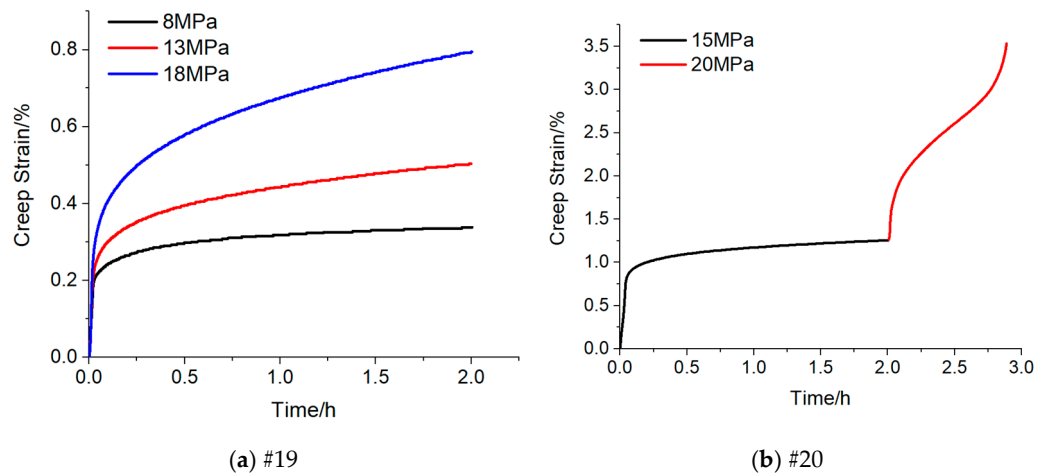 8MPa
13MPa
18MPa
Creep Strain/%
0.8
0.6
0.4
0.2
0.0
0.0 0.5 1.0 1.5 2.0
Time/h
(a) #19
15MPa
20MPa
Creep Strain/%
3.5
3.0
2.5
2.0
1.5
1.0
0.5
0.0
0.0 0.5 1.0 1.5 2.0 2.5 3.0
Time/h
(b) #20